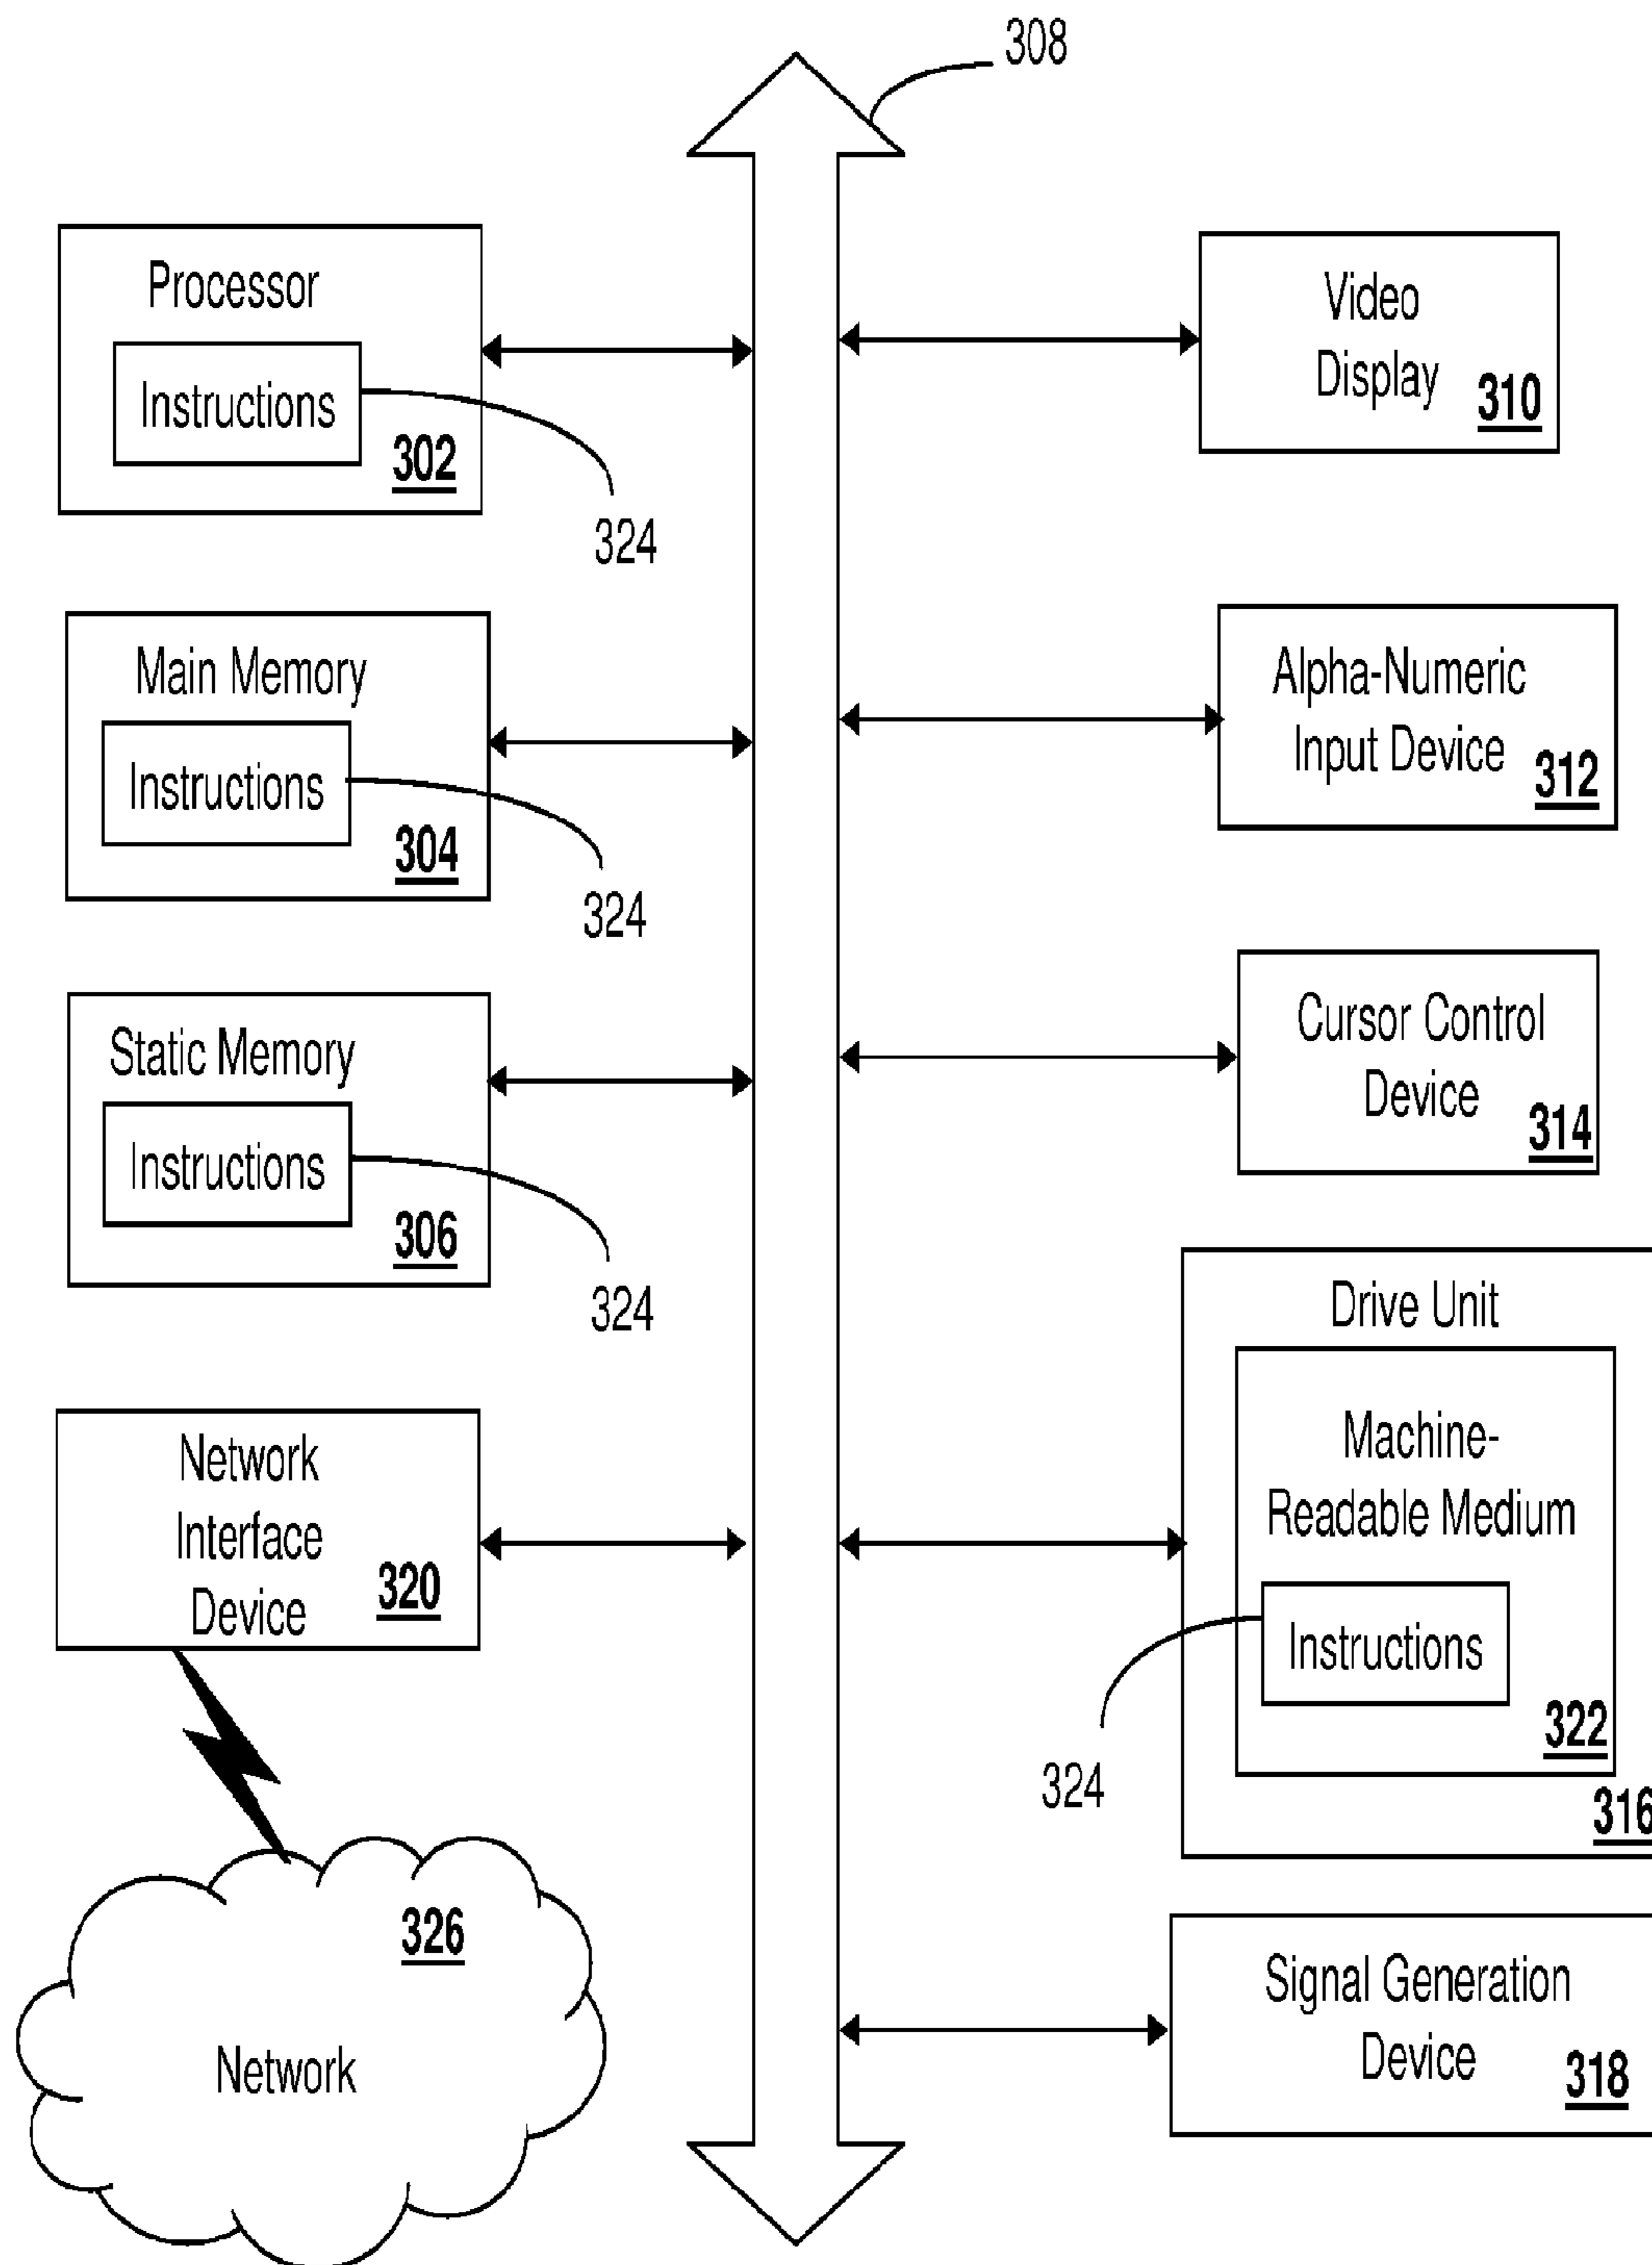 308
Processor
Instructions
302
324
Main Memory
Instructions
304
324
Static Memory
Instructions
306
324
Network
Interface
Device
320
326
Network
Video
Display
310
Alpha-Numeric
Input Device
312
Cursor Control
Device
314
Drive Unit
Machine-
Readable Medium
Instructions
322
324
316
Signal Generation
Device
318